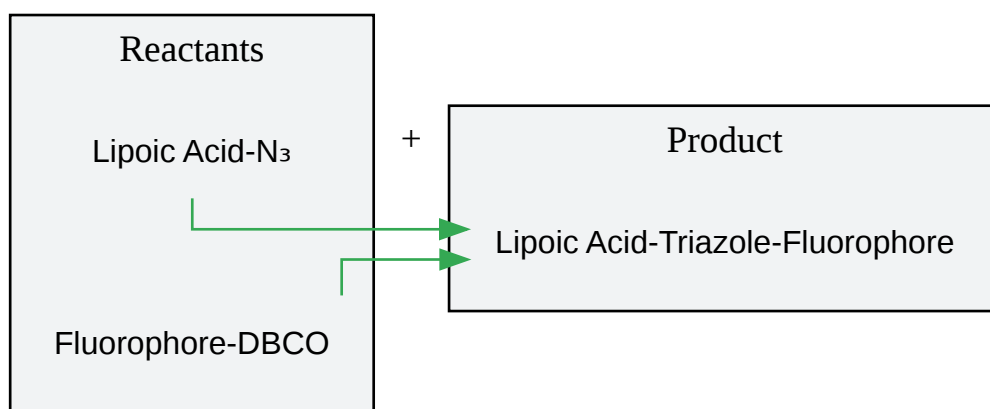 Reactants
Lipoic Acid-N₃
Fluorophore-DBCO
+
Product
Lipoic Acid-Triazole-Fluorophore